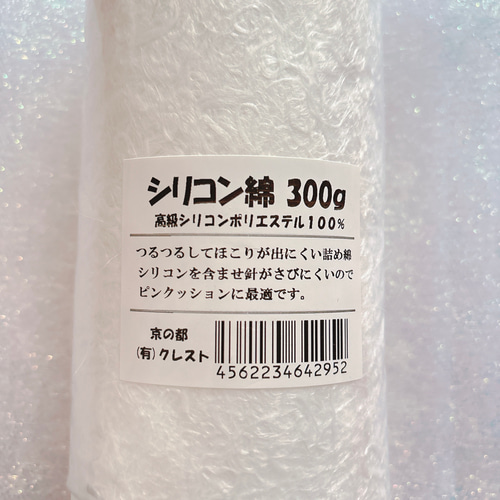 シリコン綿 300g
高級シリコンポリエステル100%
つるつるしてほこりが出にくい詰め綿
シリコンを含ませ針がさびにくいので
ピンクッションに最適です。
京の都
(有)クレスト
4562234642952